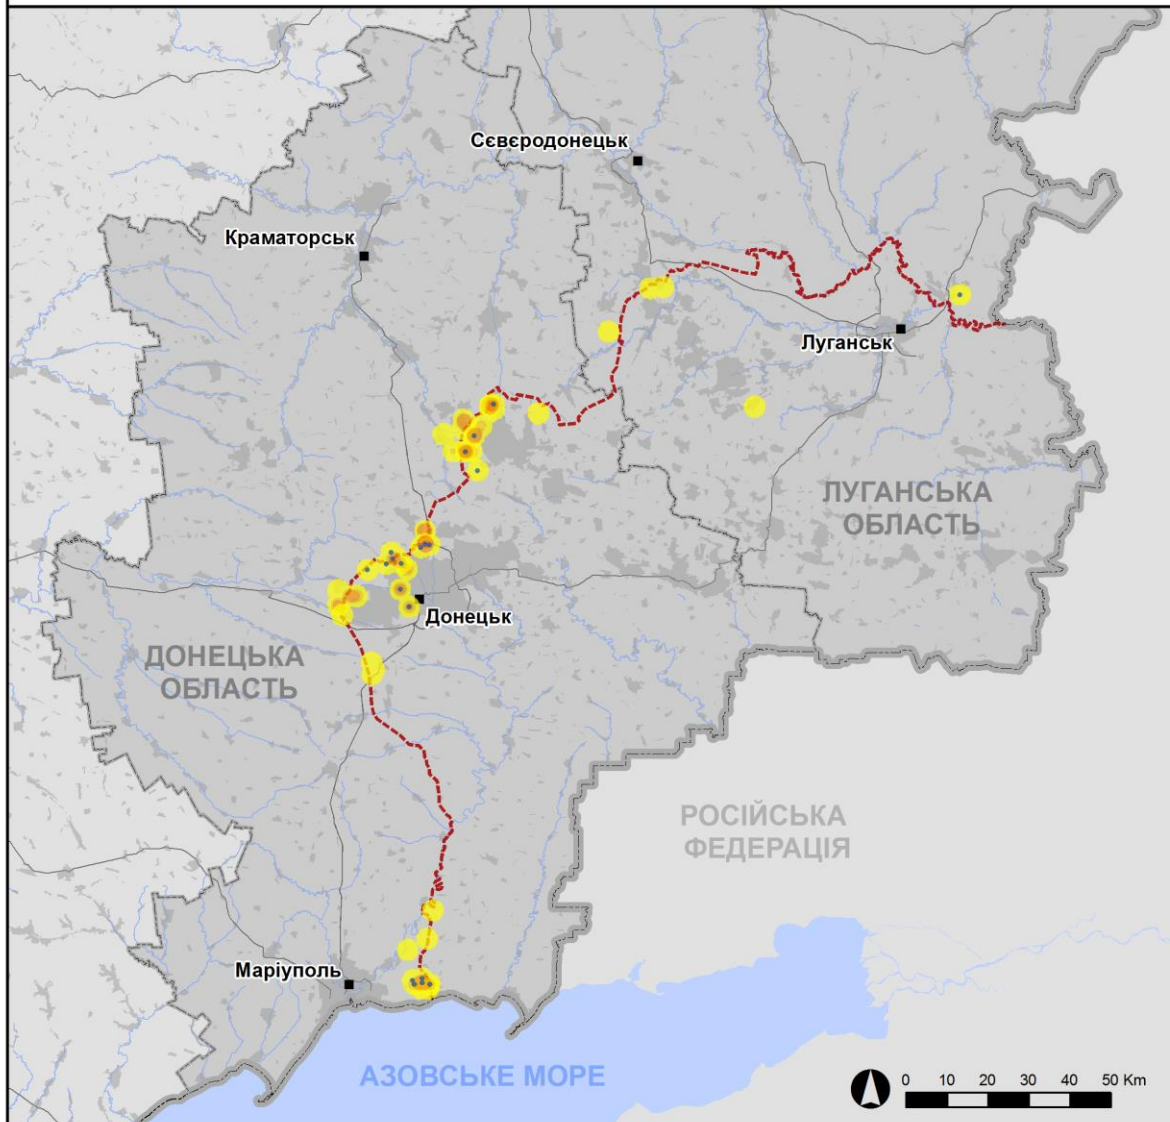 Сєвєродонецьк
Краматорськ
Луганськ
ЛУГАНСЬКА
ОБЛАСТЬ
Донецьк
ДОНЕЦЬКА
ОБЛАСТЬ
РОСІЙСЬКА
ФЕДЕРАЦІЯ
Маріуполь
АЗОВСЬКЕ МОРЕ
0 10 20 30 40 50 Км